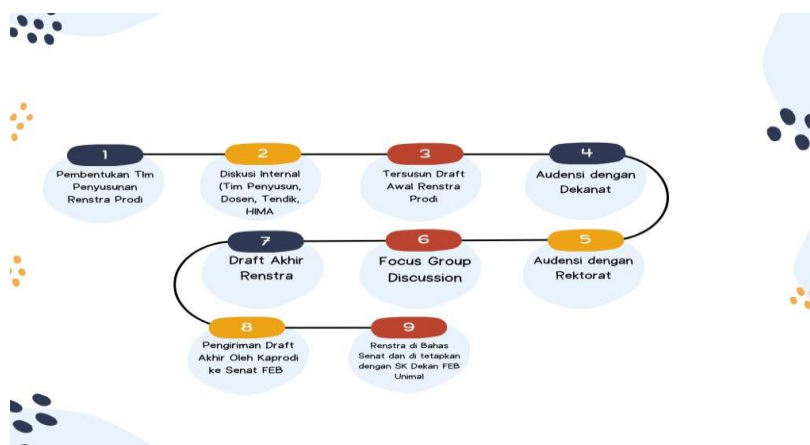 1
Pembentukan TIm
Penyusunan
Renstra Prodi
2
Diskusi Internal
(Tim Penyusun,
Dosen, Tendik,
HIMA
3
Tersusun Draft
Awal Renstra
Prodi
4
Audensi dengan
Dekanat
5
Audensi dengan
Rektorat
6
Focus Group
Discussion
7
Draft Akhir
Renstra
8
Pengiriman Draft
Akhir Oleh Kaprodi
ke Senat FEB
9
Renstra di Bahas
Senat dan di tetapkan
dengan SK Dekan FEB
Unimal